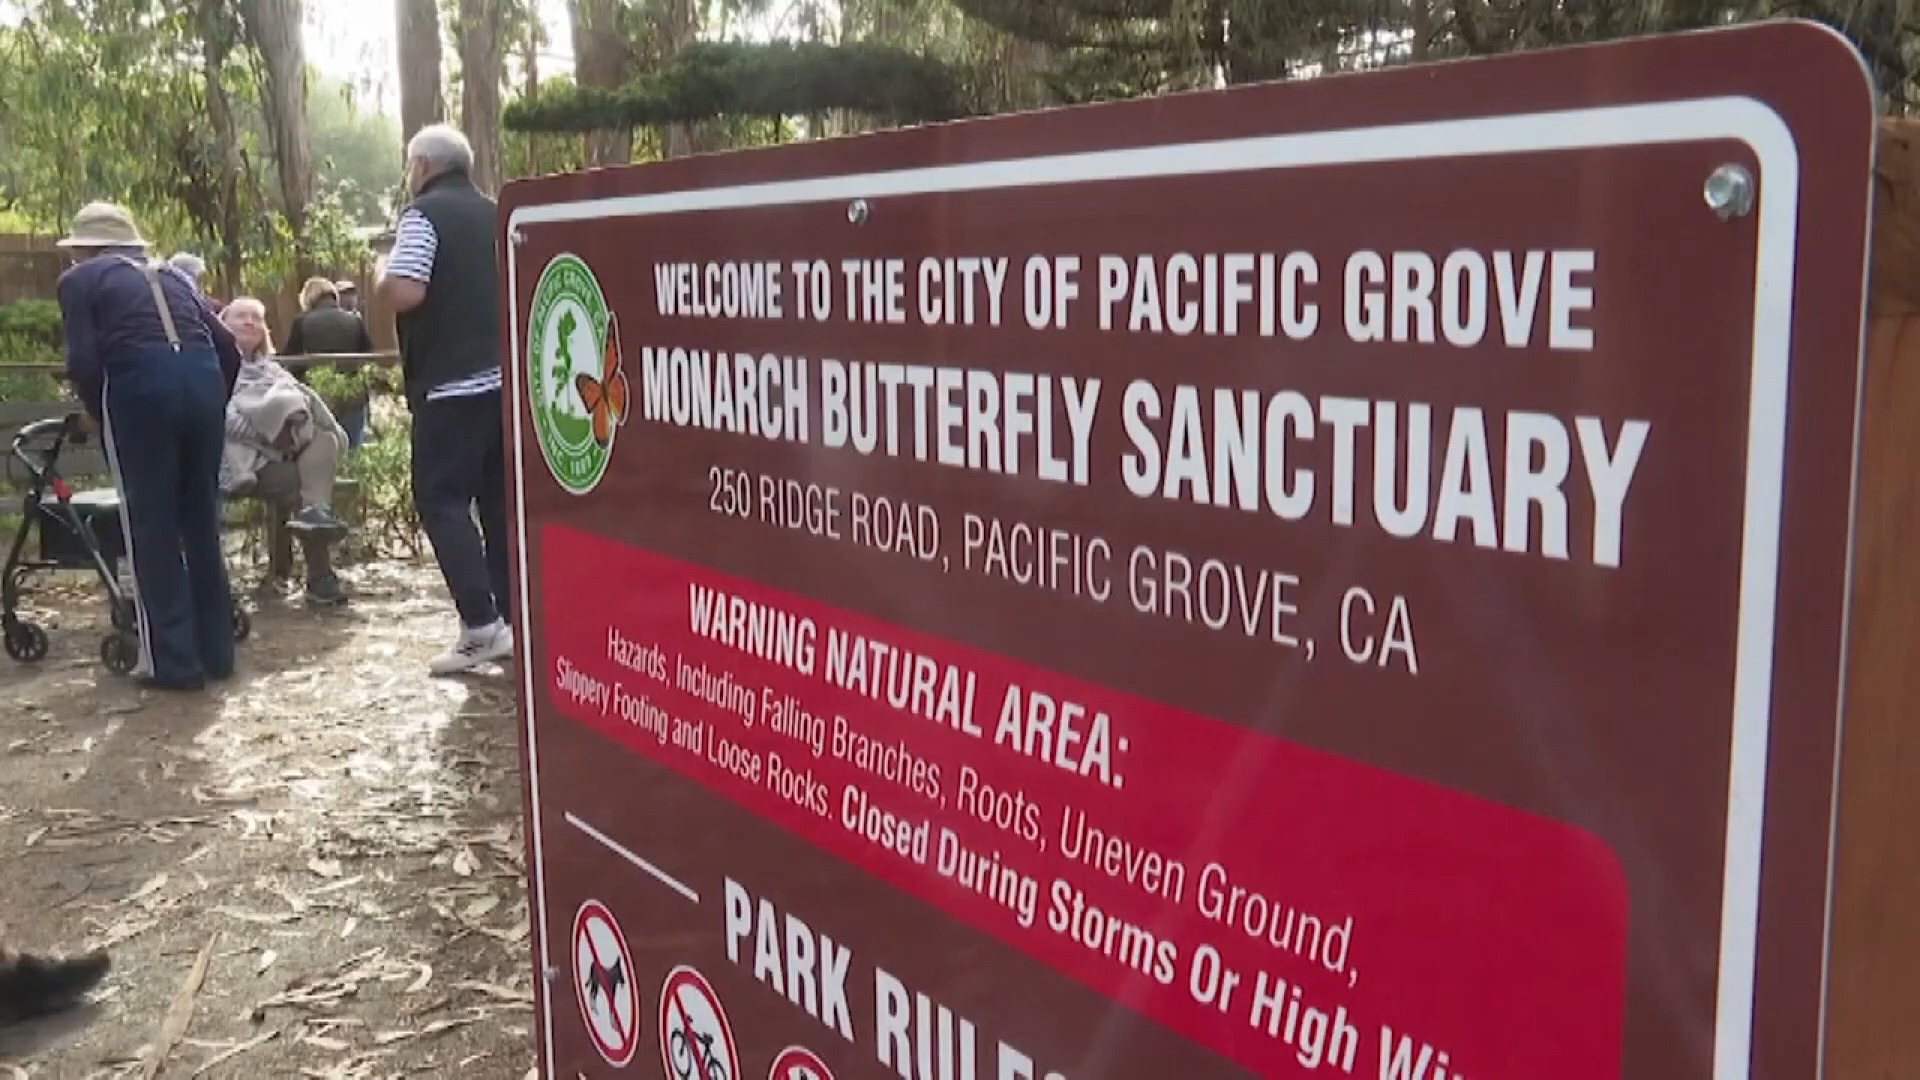 WELCOME TO THE CITY OF PACIFIC GROVE
MONARCH BUTTERFLY SANCTUARY
250 RIDGE ROAD, PACIFIC GROVE, CA
WARNING NATURAL AREA:
Hazards, Including Falling Branches, Roots, Uneven Ground,
Slippery Footing and Loose Rocks. Closed During Storms Or High
PARK